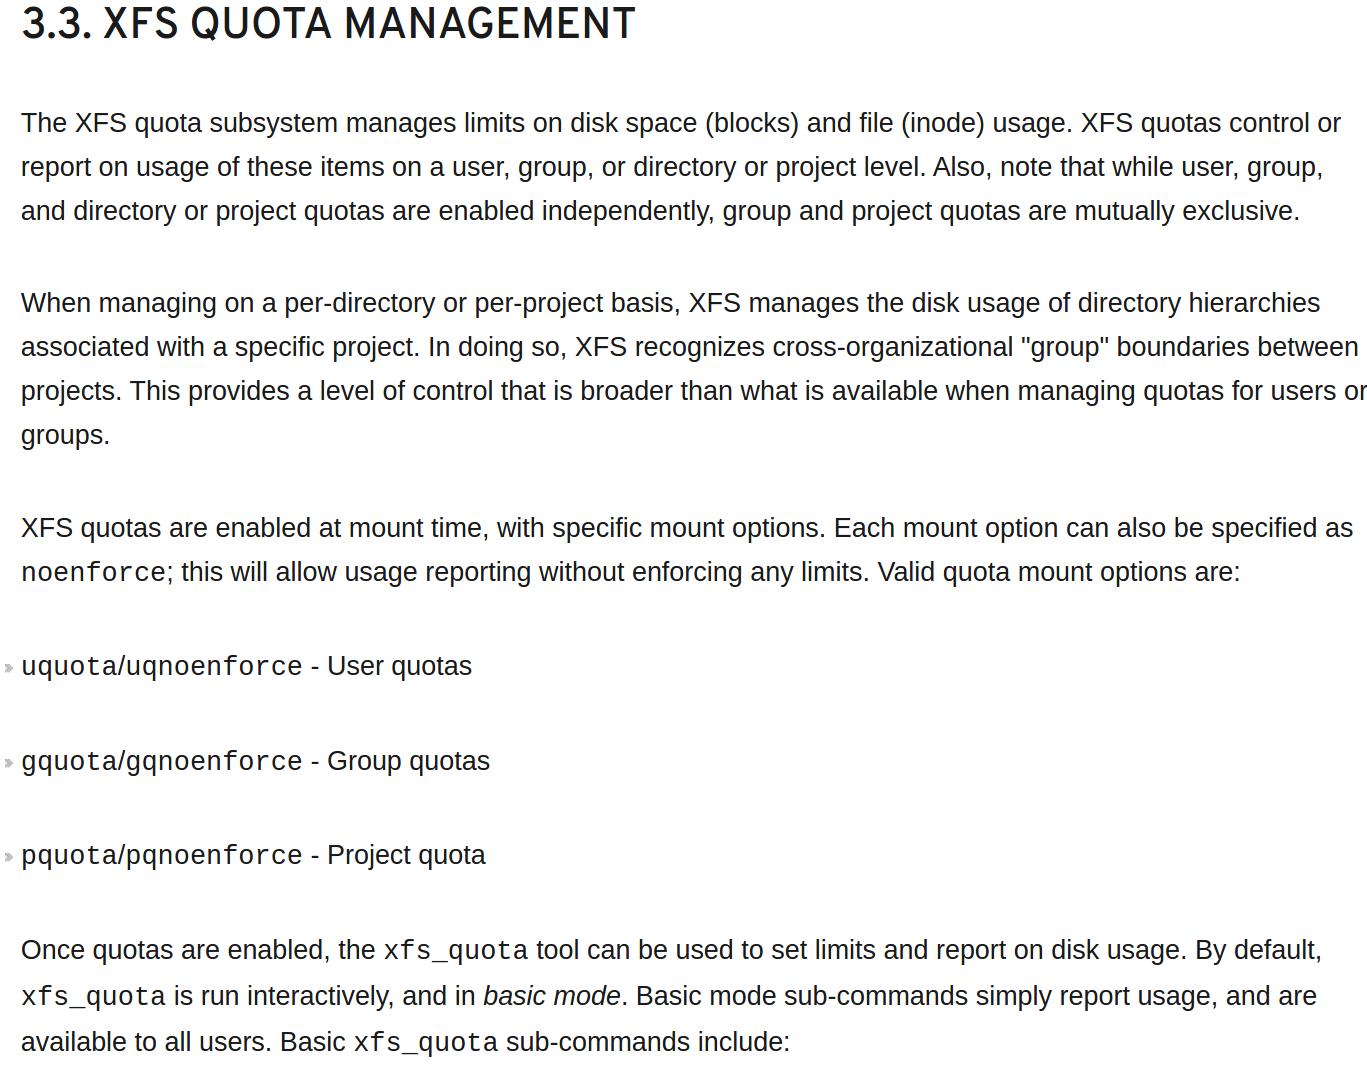 3.3. XFS QUOTA MANAGEMENT
The XFS quota subsystem manages limits on disk space (blocks) and file (inode) usage. XFS quotas control or
report on usage of these items on a user, group, or directory or project level. Also, note that while user, group,
and directory or project quotas are enabled independently, group and project quotas are mutually exclusive.
When managing on a per-directory or per-project basis, XFS manages the disk usage of directory hierarchies
associated with a specific project. In doing so, XFS recognizes cross-organizational "group" boundaries between
projects. This provides a level of control that is broader than what is available when managing quotas for users or
groups.
XFS quotas are enabled at mount time, with specific mount options. Each mount option can also be specified as
noenforce; this will allow usage reporting without enforcing any limits. Valid quota mount options are:
uquota/uqnoenforce - User quotas
gquota/gqnoenforce - Group quotas
pquota/pqnoenforce - Project quota
Once quotas are enabled, the xfs_quota tool can be used to set limits and report on disk usage. By default,
xfs_quota is run interactively, and in basic mode. Basic mode sub-commands simply report usage, and are
available to all users. Basic xfs_quota sub-commands include: